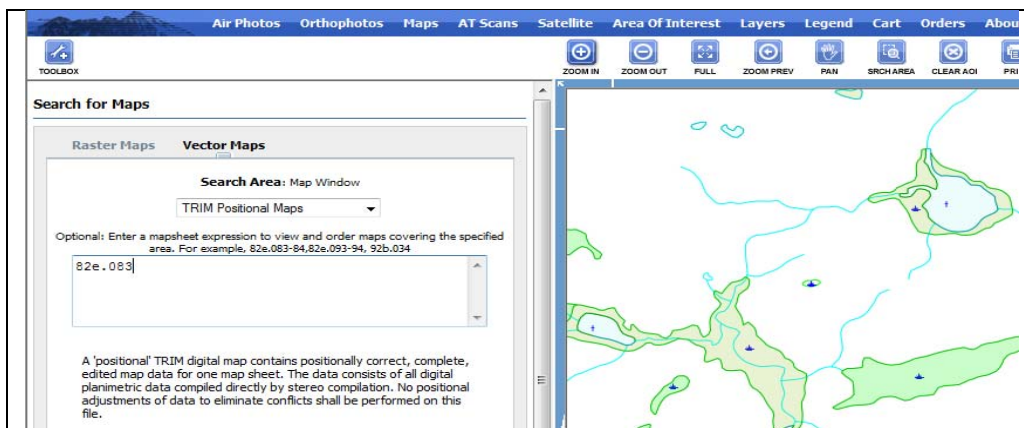 Air Photos Orthophotos Maps AT Scans Satellite Area Of Interest Layers Legend Cart Orders Abou
TOOLBOX
ZOOM IN ZOOM OUT FULL ZOOM PREV PAN SRCH AREA CLEAR AOI PRI
Search for Maps
Raster Maps Vector Maps
Search Area: Map Window
TRIM Positional Maps
Optional: Enter a mapsheet expression to view and order maps covering the specified
area. For example, 82e.083-84,82e.093-94, 92b.034
82e.083
A 'positional' TRIM digital map contains positionally correct, complete,
edited map data for one map sheet. The data consists of all digital
planimetric data compiled directly by stereo compilation. No positional
adjustments of data to eliminate conflicts shall be performed on this
file.